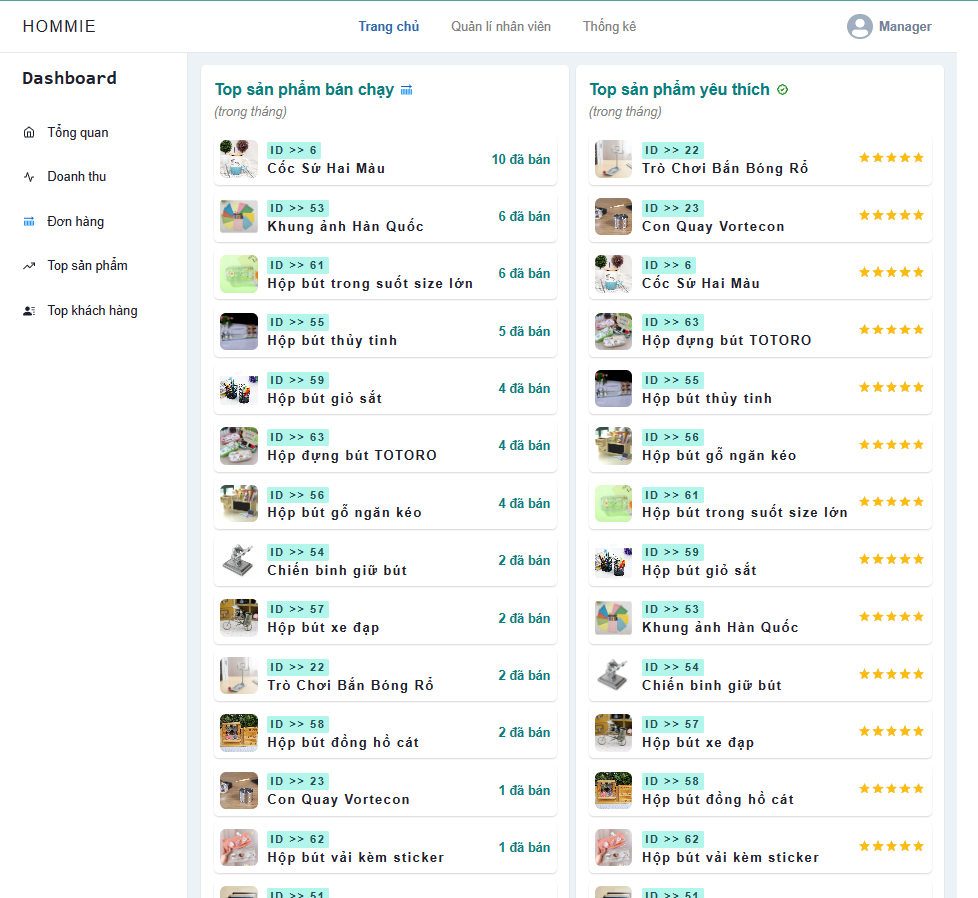 HOMMIE
Trang chủ
Quản lí nhân viên
Thống kê
Manager
Dashboard
Tổng quan
Doanh thu
Đơn hàng
Top sản phẩm
Top khách hàng
Top sản phẩm bán chạy
(trong tháng)
ID >> 6
Cốc Sứ Hai Màu
10 đã bán
ID >> 53
Khung ảnh Hàn Quốc
6 đã bán
ID >> 61
Hộp bút trong suốt size lớn
6 đã bán
ID >> 55
Hộp bút thủy tinh
5 đã bán
ID >> 59
Hộp bút giỏ sắt
4 đã bán
ID >> 63
Hộp đựng bút TOTORO
4 đã bán
ID >> 56
Hộp bút gỗ ngăn kéo
4 đã bán
ID >> 54
Chiến binh giữ bút
2 đã bán
ID >> 57
Hộp bút xe đạp
2 đã bán
ID >> 22
Trò Chơi Bắn Bóng Rổ
2 đã bán
ID >> 58
Hộp bút đồng hồ cát
2 đã bán
ID >> 23
Con Quay Vortecon
1 đã bán
ID >> 62
Hộp bút vải kèm sticker
1 đã bán
ID >> 51
Top sản phẩm yêu thích
(trong tháng)
ID >> 22
Trò Chơi Bắn Bóng Rổ
ID >> 23
Con Quay Vortecon
ID >> 6
Cốc Sứ Hai Màu
ID >> 63
Hộp đựng bút TOTORO
ID >> 55
Hộp bút thủy tinh
ID >> 56
Hộp bút gỗ ngăn kéo
ID >> 61
Hộp bút trong suốt size lớn
ID >> 59
Hộp bút giỏ sắt
ID >> 53
Khung ảnh Hàn Quốc
ID >> 54
Chiến binh giữ bút
ID >> 57
Hộp bút xe đạp
ID >> 58
Hộp bút đồng hồ cát
ID >> 62
Hộp bút vải kèm sticker
ID >> 51